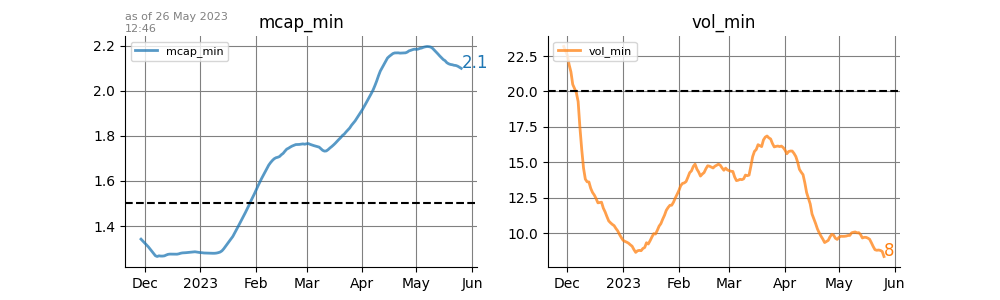 as of 26 May 2023
12:46
mcap_min
mcap_min
2.2
2.0
1.8
1.6
1.4
2.1
Dec 2023 Feb Mar Apr May Jun
vol_min
vol_min
22.5
20.0
17.5
15.0
12.5
10.0
8
Dec 2023 Feb Mar Apr May Jun